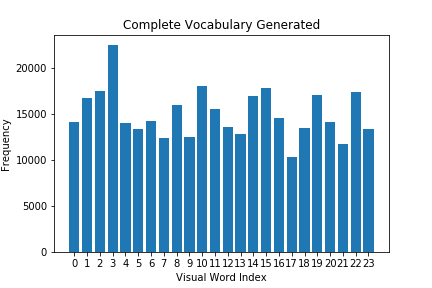 Complete Vocabulary Generated
20000
15000
10000
5000
0
Frequency
0 1 2 3 4 5 6 7 8 9 10 11 12 13 14 15 16 17 18 19 20 21 22 23
Visual Word Index